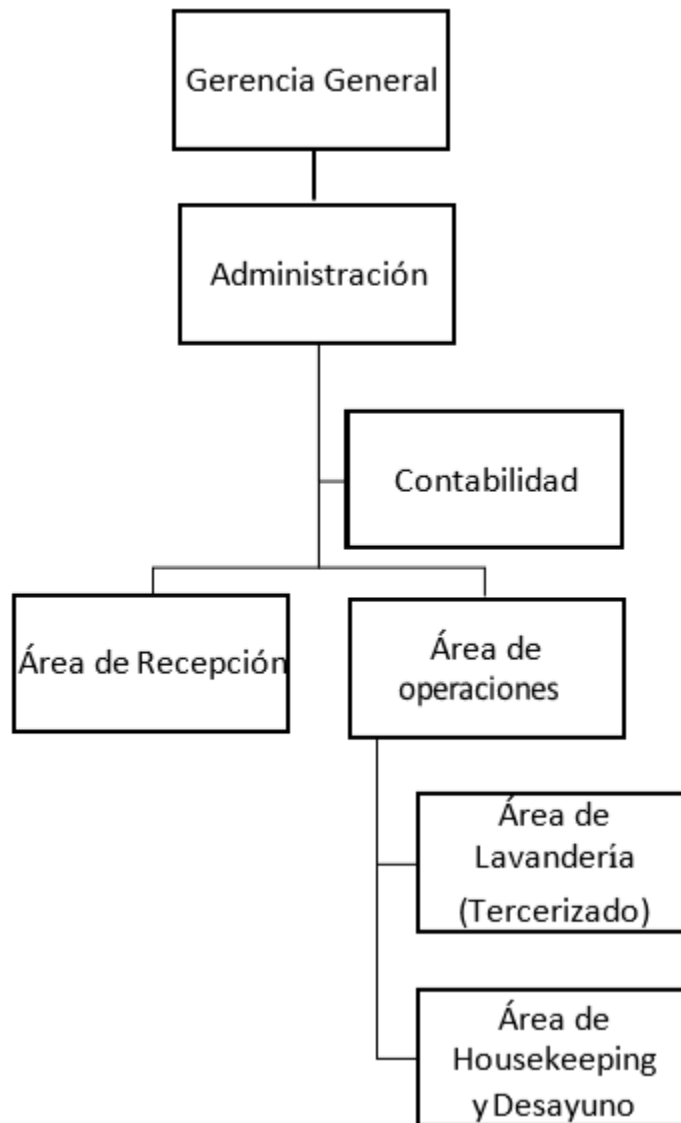 Gerencia General
Administración
Contabilidad
Área de Recepción
Área de
operaciones
Área de
Lavandería
(Tercerizado)
Área de
Housekeeping
y Desayuno